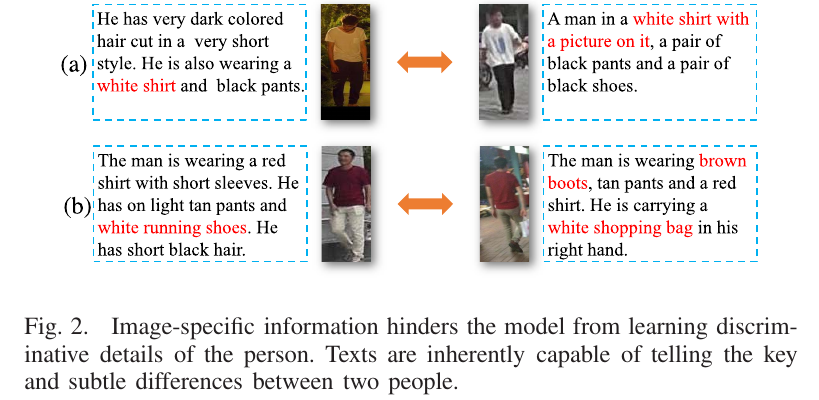 He has very dark colored
hair cut in a very short
style. He is also wearing a
white shirt and black pants.
(a)
A man in a white shirt with
a picture on it, a pair of
black pants and a pair of
black shoes.
The man is wearing a red
shirt with short sleeves. He
has on light tan pants and
white running shoes. He
has short black hair.
(b)
The man is wearing brown
boots, tan pants and a red
shirt. He is carrying a
white shopping bag in his
right hand.
Fig. 2. Image-specific information hinders the model from learning discrim-
inative details of the person. Texts are inherently capable of telling the key
and subtle differences between two people.